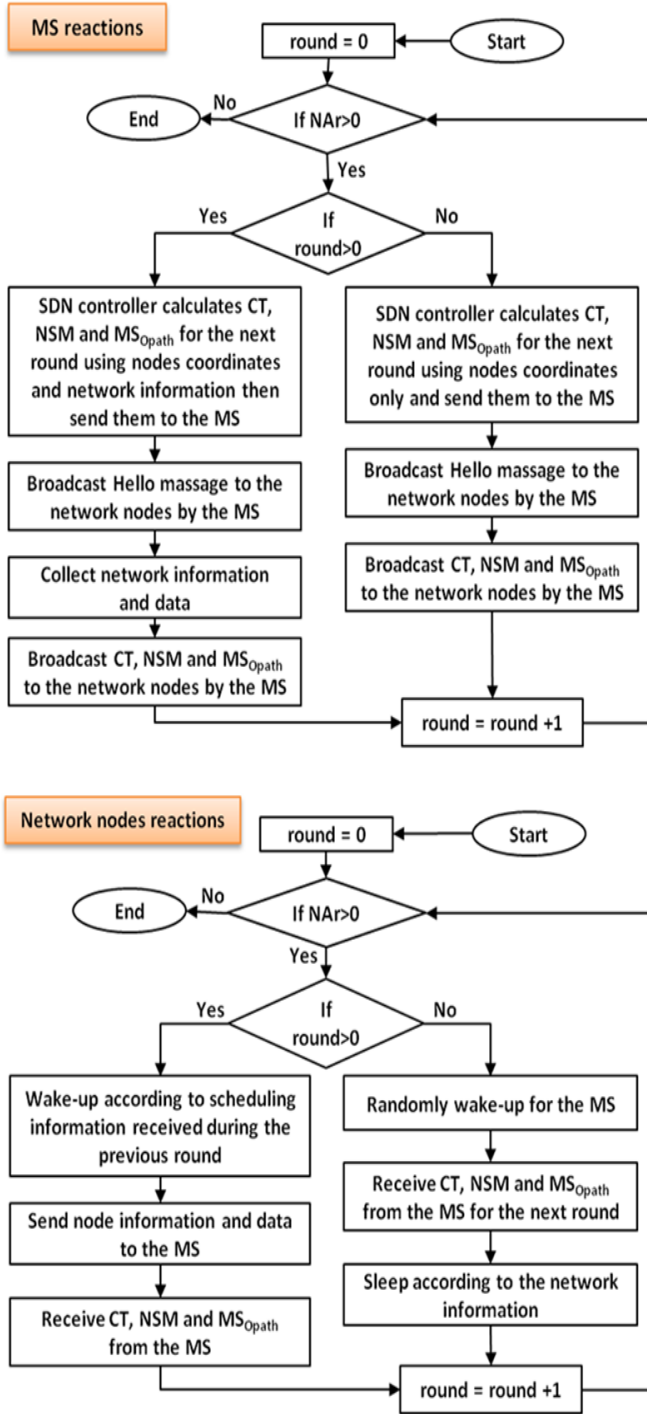 MS reactions
round = 0
Start
If NAr>0
No
End
Yes
If
round>0
Yes
No
SDN controller calculates CT,
NSM and MSOpath for the next
round using nodes coordinates
and network information then
send them to the MS
SDN controller calculates CT,
NSM and MSOpath for the next
round using nodes coordinates
only and send them to the MS
Broadcast Hello massage to the
network nodes by the MS
Broadcast Hello massage to the
network nodes by the MS
Collect network information
and data
Broadcast CT, NSM and MSOpath
to the network nodes by the MS
Broadcast CT, NSM and MSOpath
to the network nodes by the MS
round = round +1
Network nodes reactions
round = 0
Start
If NAr>0
No
End
Yes
If
round>0
Yes
No
Wake-up according to scheduling
information received during the
previous round
Randomly wake-up for the MS
Send node information and data
to the MS
Receive CT, NSM and MSOpath
from the MS for the next round
Receive CT, NSM and MSOpath
from the MS
Sleep according to the network
information
round = round +1